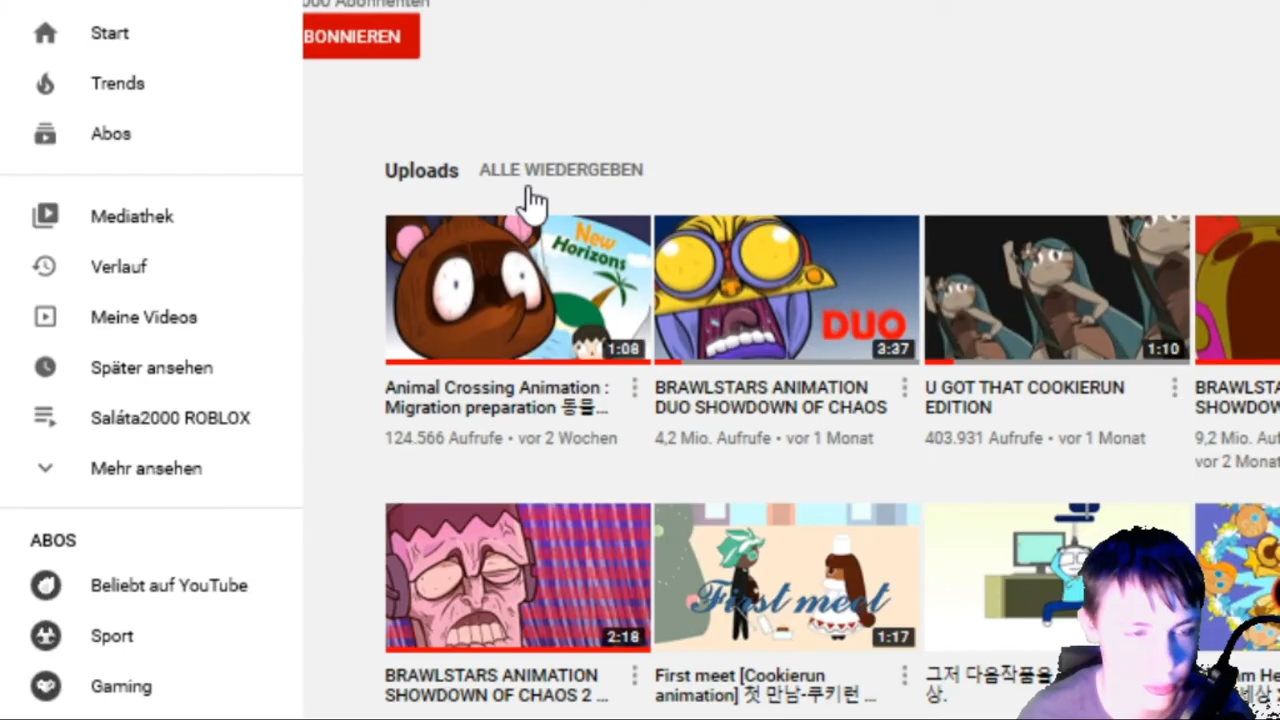 Start
Trends
Abos
Mediathek
Verlauf
Meine Videos
Später ansehen
Saláta2000 ROBLOX
Mehr ansehen
ABOS
Beliebt auf YouTube
Sport
Gaming
000 Abonnenten
BONNIEREN
Uploads ALLE WIEDERGEBEN
New
Horizons
1:08
DUO
3:37
1:10
Animal Crossing Animation :
Migration preparation 동물...
124.566 Aufrufe • vor 2 Wochen
BRAWLSTARS ANIMATION
DUO SHOWDOWN OF CHAOS
4,2 Mio. Aufrufe • vor 1 Monat
U GOT THAT COOKIERUN
EDITION
403.931 Aufrufe • vor 1 Monat
BRAWLSTA
SHOWDOW
9,2 Mio. Auf
vor 2 Monat
2:18
First meet
1:17
BRAWLSTARS ANIMATION
SHOWDOWN OF CHAOS 2 ...
First meet [Cookierun
animation] 첫 만남-쿠키런 ...
그저 다음작품을
상.